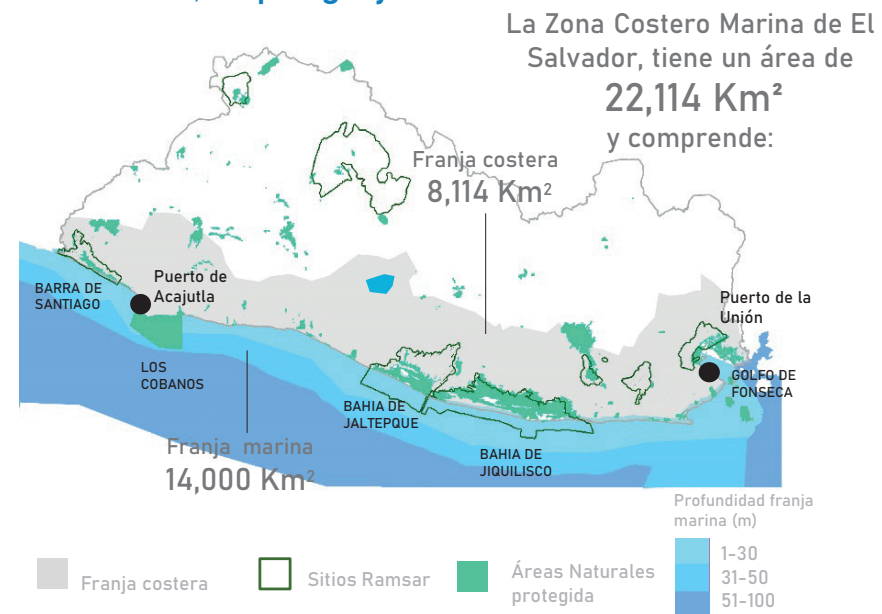 La Zona Costero Marina de El
Salvador, tiene un área de
22,114 Km²
y comprende:
Franja costera
8,114 Km²
Puerto de
Acajutla
BARRA DE
SANTIAGO
Puerto de la
Unión
LOS
COBANOS
GOLFO DE
FONSECA
BAHIA DE
JALTEPQUE
BAHIA DE
JIQUILISCO
Franja marina
14,000 Km²
Profundidad franja
marina (m)
1-30
31-50
51-100
Franja costera
Sitios Ramsar
Áreas Naturales
protegida